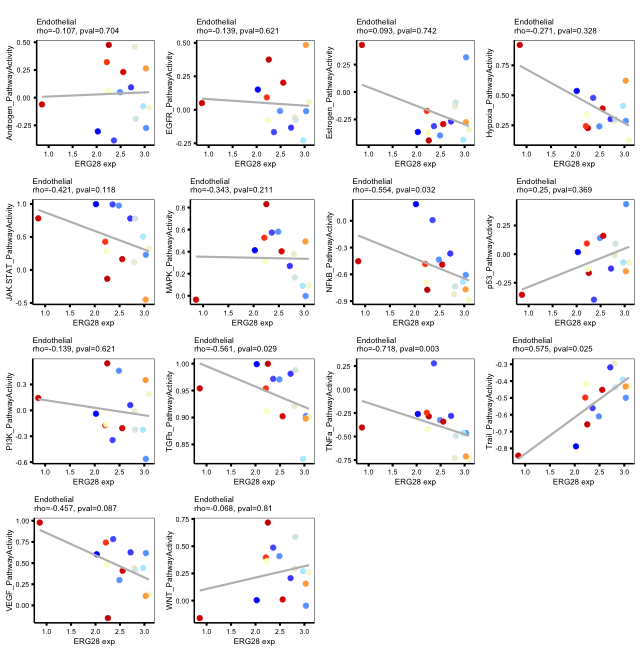 Endothelial
rho=-0.107, pval=0.704
Androgen_PathwayActivity
0.50
0.25
0.00
-0.25
1.0 1.5 2.0 2.5 3.0
ERG28 exp
Endothelial
rho=-0.139, pval=0.621
EGFR_PathwayActivity
0.50
0.25
0.00
-0.25
1.0 1.5 2.0 2.5 3.0
ERG28 exp
Endothelial
rho=0.093, pval=0.742
Estrogen_PathwayActivity
0.25
0.00
-0.25
1.0 1.5 2.0 2.5 3.0
ERG28 exp
Endothelial
rho=-0.271, pval=0.328
Hypoxia_PathwayActivity
0.75
0.50
0.25
1.0 1.5 2.0 2.5 3.0
ERG28 exp
Endothelial
rho=-0.421, pval=0.118
JAK.STAT_PathwayActivity
1.0
0.5
0.0
-0.5
1.0 1.5 2.0 2.5 3.0
ERG28 exp
Endothelial
rho=-0.343, pval=0.211
MAPK_PathwayActivity
0.8
0.6
0.4
0.2
0.0
1.0 1.5 2.0 2.5 3.0
ERG28 exp
Endothelial
rho=-0.554, pval=0.032
NFkB_PathwayActivity
0.0
-0.3
-0.6
-0.9
1.0 1.5 2.0 2.5 3.0
ERG28 exp
Endothelial
rho=0.25, pval=0.369
p53_PathwayActivity
0.25
0.00
-0.25
1.0 1.5 2.0 2.5 3.0
ERG28 exp
Endothelial
rho=-0.139, pval=0.621
PI3K_PathwayActivity
0.3
0.0
-0.3
-0.6
1.0 1.5 2.0 2.5 3.0
ERG28 exp
Endothelial
rho=-0.561, pval=0.029
TGFb_PathwayActivity
1.00
0.95
0.90
0.85
1.0 1.5 2.0 2.5 3.0
ERG28 exp
Endothelial
rho=-0.718, pval=0.003
TNFa_PathwayActivity
0.25
0.00
-0.25
-0.50
-0.75
1.0 1.5 2.0 2.5 3.0
ERG28 exp
Endothelial
rho=0.575, pval=0.025
Trail_PathwayActivity
-0.3
-0.4
-0.5
-0.6
-0.7
-0.8
1.0 1.5 2.0 2.5 3.0
ERG28 exp
Endothelial
rho=-0.457, pval=0.087
VEGF_PathwayActivity
1.00
0.75
0.50
0.25
0.00
1.0 1.5 2.0 2.5 3.0
ERG28 exp
Endothelial
rho=-0.068, pval=0.81
WNT_PathwayActivity
0.75
0.50
0.25
0.00
1.0 1.5 2.0 2.5 3.0
ERG28 exp